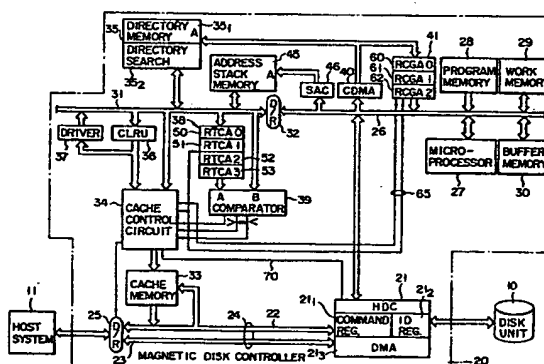 35
DIRECTORY MEMORY A
35₁
DIRECTORY SEARCH
35₂
ADDRESS STACK MEMORY A
45
46
SAC
40
CDMA
41
60
RCGA 0
61
RCGA 1
62
RCGA 2
28
PROGRAM MEMORY
29
WORK MEMORY
31
D/R
32
26
DRIVER
37
CLRU
36
38
50
RTCA 0
51
RTCA 1
RTCA 2
52
RTCA 3
53
MICRO-PROCESSOR
27
BUFFER MEMORY
30
34
CACHE CONTROL CIRCUIT
A B
COMPARATOR
39
65
70
33
CACHE MEMORY
21
21₁
HDC
21₂
COMMAND REG.
ID REG.
DMA
21₃
10
DISK UNIT
11
HOST SYSTEM
25
D/R
24
22
23
MAGNETIC DISK CONTROLLER
20